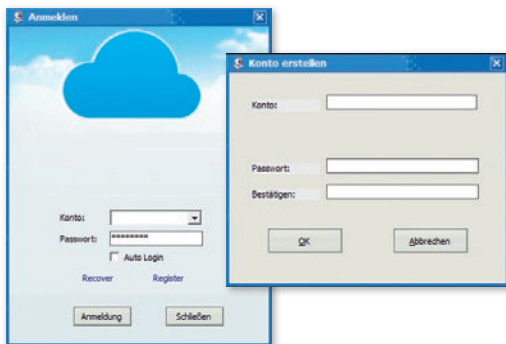 Anmelden
Konto:
Passwort: ********
Auto Login
Recover Register
Anmeldung Schließen
Konto erstellen
Konto:
Passwort:
Bestätigen:
OK Abbrechen